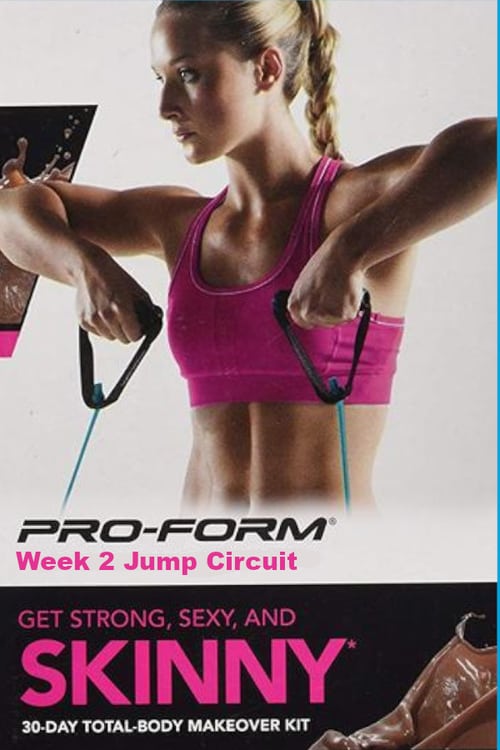 PRO-FORM®
Week 2 Jump Circuit
GET STRONG, SEXY, AND
SKINNY*
30-DAY TOTAL-BODY MAKEOVER KIT